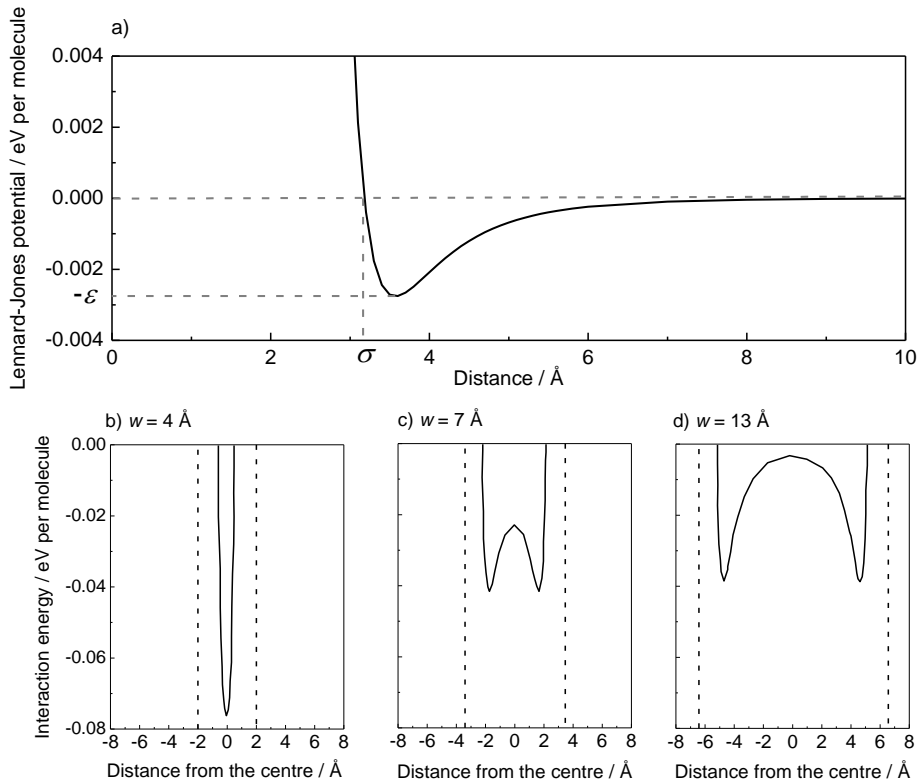 a)
Lennard-Jones potential / eV per molecule
0.004
0.002
0.000
-0.002
-ε
-0.004
0 2 σ 4 6 8 10
Distance / Å
b) w = 4 Å
c) w = 7 Å
d) w = 13 Å
Interaction energy / eV per molecule
0.00
-0.02
-0.04
-0.06
-0.08
-8 -6 -4 -2 0 2 4 6 8
-8 -6 -4 -2 0 2 4 6 8
-8 -6 -4 -2 0 2 4 6 8
Distance from the centre / Å
Distance from the centre / Å
Distance from the centre / Å